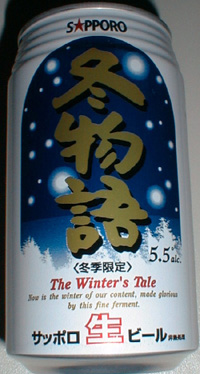 S★PPORO
冬物語
5.5%alc.
〈冬季限定〉
The Winter's Tale
Now is the winter of our content, made glorious
by this fine ferment.
サッポロ 生 ビール